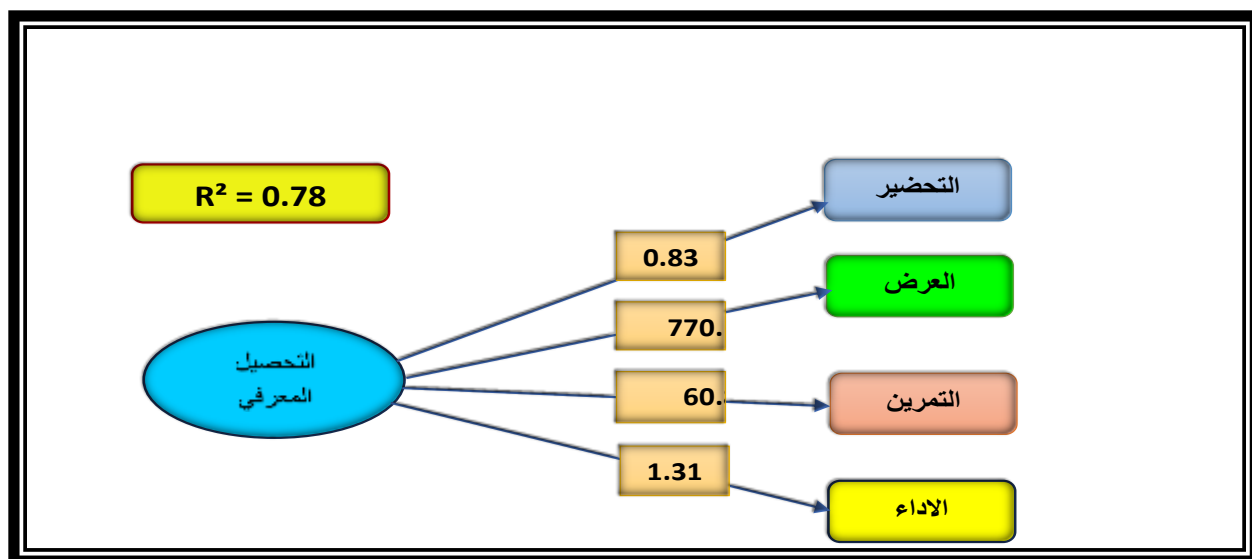 R² = 0.78
التحضير
0.83
العرض
770.
التحصيل
المعرفي
60.
التمرين
1.31
الاداء